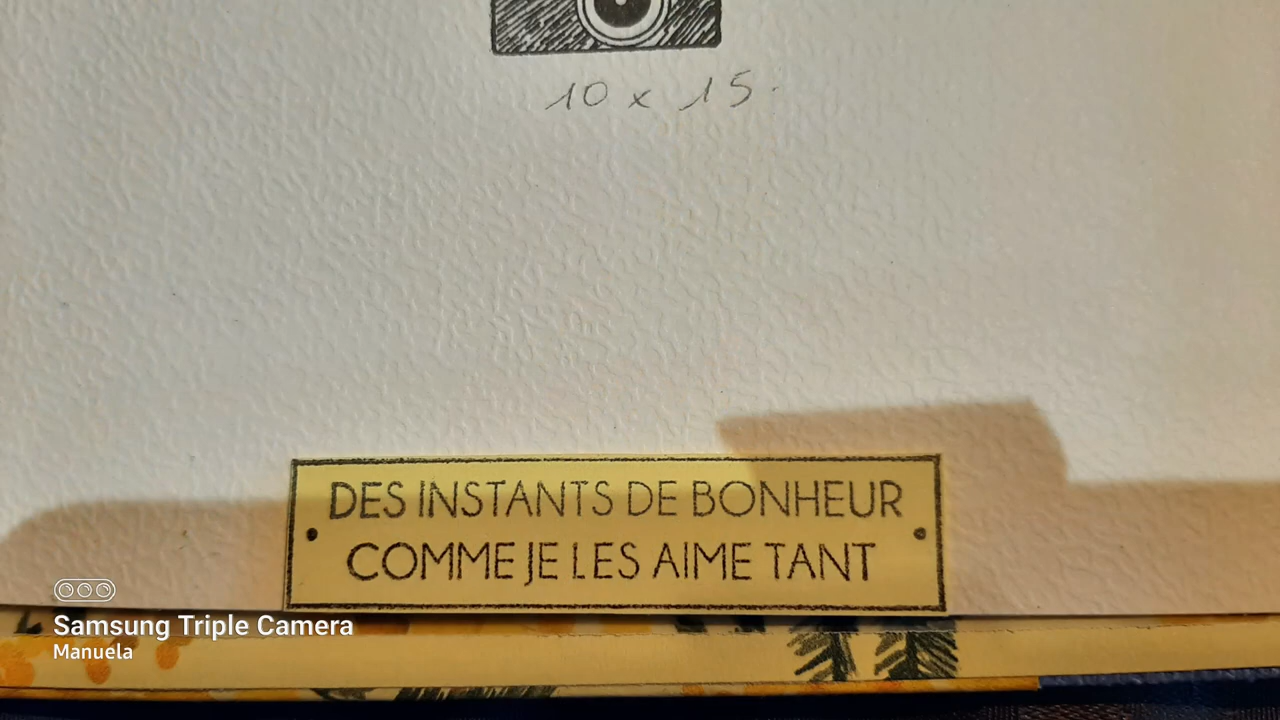 10 x 15.
DES INSTANTS DE BONHEUR
COMME JE LES AIME TANT
Samsung Triple Camera
Manuela